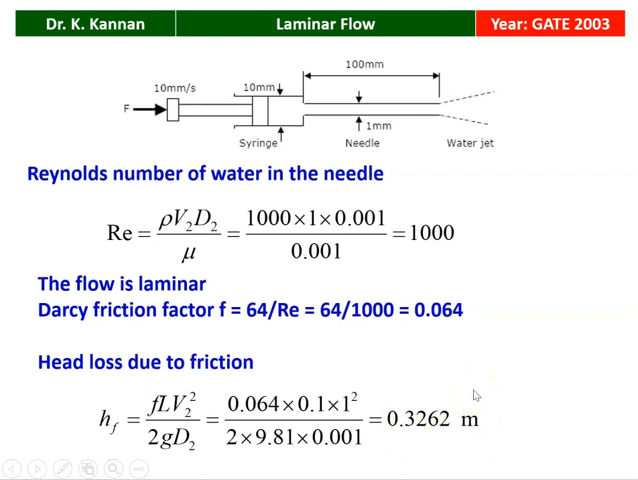 Dr. K. Kannan
Laminar Flow
Year: GATE 2003
100mm
10mm/s
10mm
F
1mm
Syringe
Needle
Water jet
Reynolds number of water in the needle
Re = ρV₂D₂/μ = 1000×1×0.001/0.001 = 1000
The flow is laminar
Darcy friction factor f = 64/Re = 64/1000 = 0.064
Head loss due to friction
h_f = fLV₂²/2gD₂ = 0.064×0.1×1²/2×9.81×0.001 = 0.3262 m